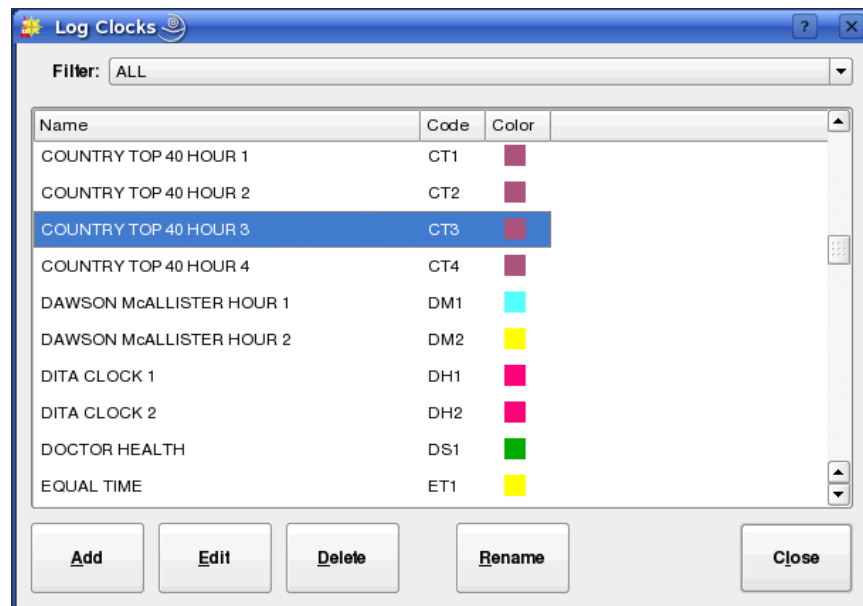 Log Clocks ?
Filter: ALL
Name Code Color
COUNTRY TOP 40 HOUR 1 CT1
COUNTRY TOP 40 HOUR 2 CT2
COUNTRY TOP 40 HOUR 3 CT3
COUNTRY TOP 40 HOUR 4 CT4
DAWSON McALLISTER HOUR 1 DM1
DAWSON McALLISTER HOUR 2 DM2
DITA CLOCK 1 DH1
DITA CLOCK 2 DH2
DOCTOR HEALTH DS1
EQUAL TIME ET1
Add Edit Delete Rename Close